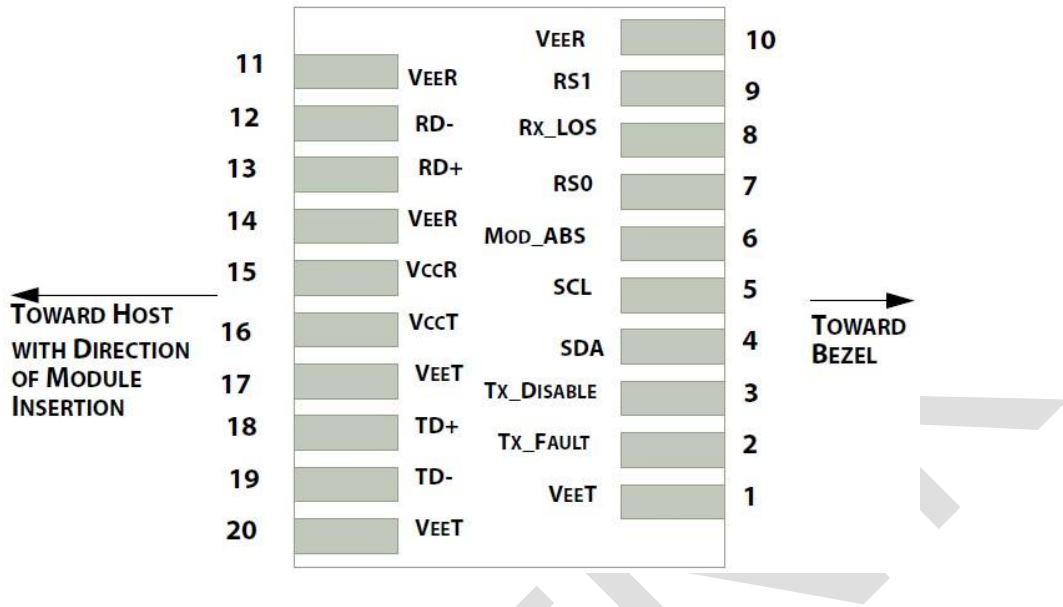 11 VEER
12 RD-
13 RD+
14 VEER
15 VCCR
16 VCCT
17 VEET
18 TD+
19 TD-
20 VEET
VEER 10
RS1 9
RX_LOS 8
RS0 7
MOD_ABS 6
SCL 5
SDA 4
TX_DISABLE 3
TX_FAULT 2
VEET 1
TOWARD HOST
WITH DIRECTION
OF MODULE
INSERTION
TOWARD
BEZEL